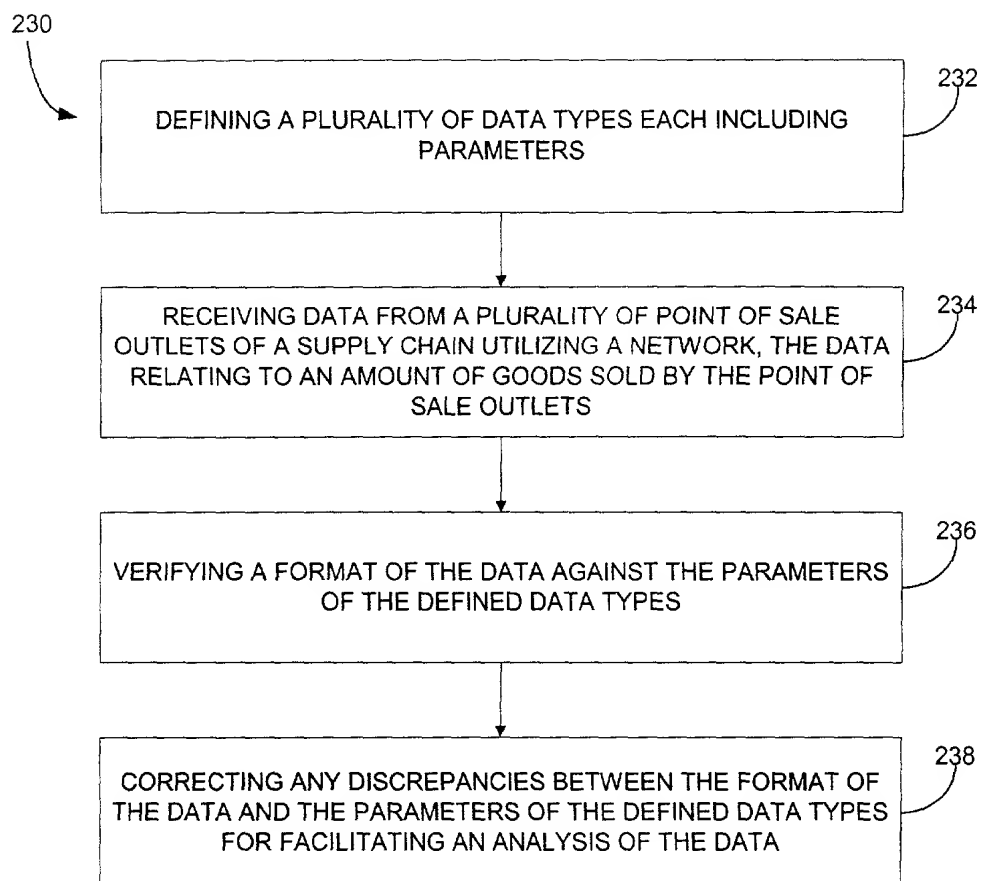 230
232
DEFINING A PLURALITY OF DATA TYPES EACH INCLUDING
PARAMETERS
234
RECEIVING DATA FROM A PLURALITY OF POINT OF SALE
OUTLETS OF A SUPPLY CHAIN UTILIZING A NETWORK, THE DATA
RELATING TO AN AMOUNT OF GOODS SOLD BY THE POINT OF
SALE OUTLETS
236
VERIFYING A FORMAT OF THE DATA AGAINST THE PARAMETERS
OF THE DEFINED DATA TYPES
238
CORRECTING ANY DISCREPANCIES BETWEEN THE FORMAT OF
THE DATA AND THE PARAMETERS OF THE DEFINED DATA TYPES
FOR FACILITATING AN ANALYSIS OF THE DATA